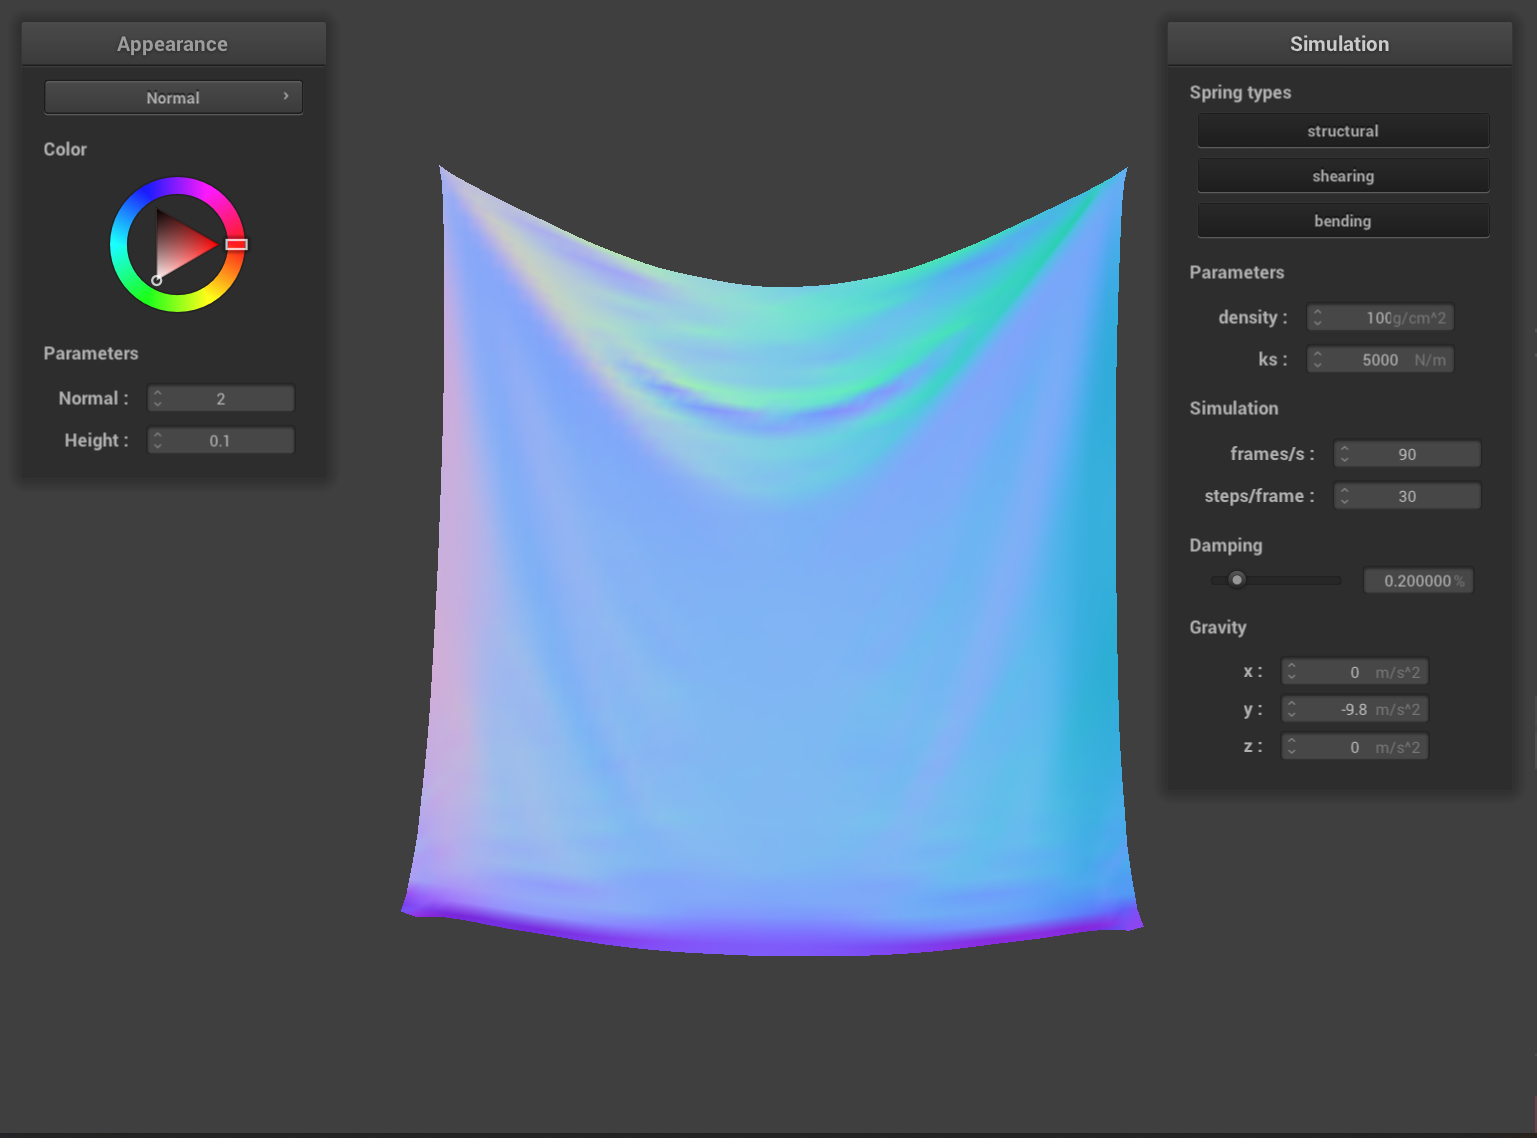 Appearance
Normal
Color
Parameters
Normal : 2
Height : 0.1
Simulation
Spring types
structural
shearing
bending
Parameters
density : 100g/cm^2
ks : 5000 N/m
Simulation
frames/s : 90
steps/frame : 30
Damping
0.200000 %
Gravity
x : 0 m/s^2
y : -9.8 m/s^2
z : 0 m/s^2